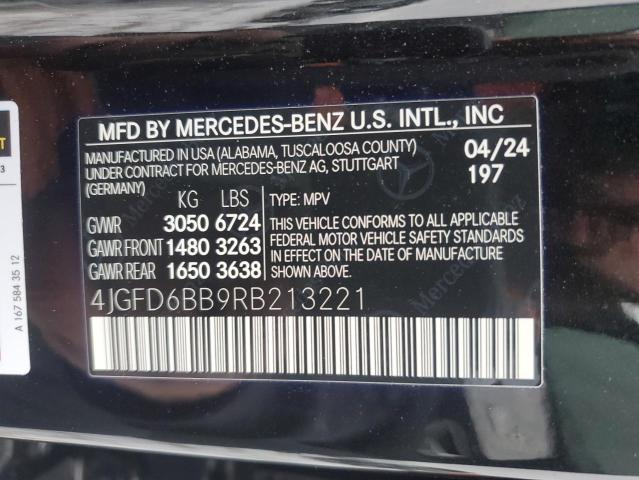 MFD BY MERCEDES-BENZ U.S. INTL., INC
MANUFACTURED IN USA (ALABAMA, TUSCALOOSA COUNTY) 04/24
UNDER CONTRACT FOR MERCEDES-BENZ AG, STUTTGART 197
(GERMANY)
KG LBS TYPE: MPV
GVWR 3050 6724
GAWR FRONT 1480 3263
GAWR REAR 1650 3638
THIS VEHICLE CONFORMS TO ALL APPLICABLE
FEDERAL MOTOR VEHICLE SAFETY STANDARDS
IN EFFECT ON THE DATE OF MANUFACTURE
SHOWN ABOVE.
4JGFD6BB9RB213221
A 167 584 35 12